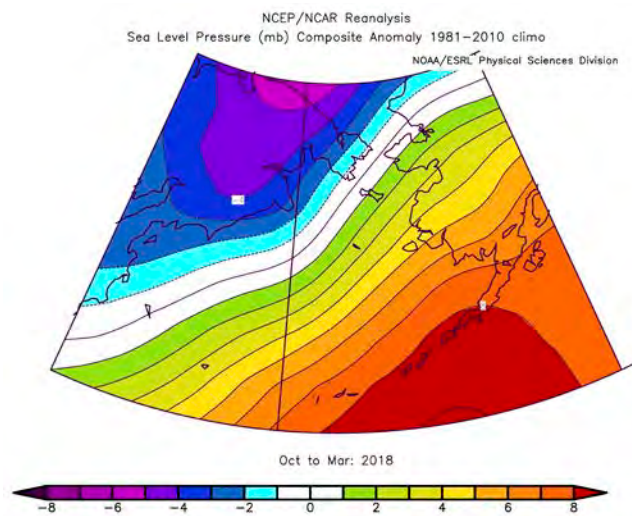 NCEP/NCAR Reanalysis
Sea Level Pressure (mb) Composite Anomaly 1981−2010 climo
NOAA/ESRL Physical Sciences Division
Oct to Mar: 2018
−8 −6 −4 −2 0 2 4 6 8